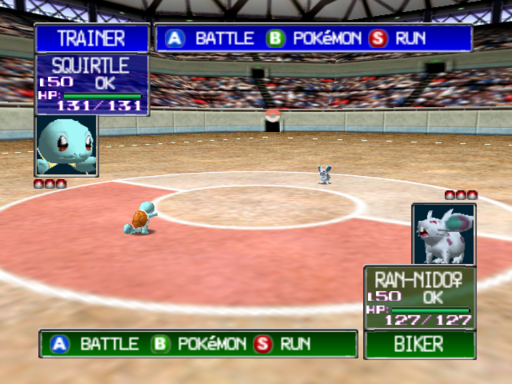 TRAINER
A BATTLE B POKéMON S RUN
SQUIRTLE
L50 OK
HP:
131/131
RAN-NIDO♀
L50 OK
HP:
127/127
A BATTLE B POKéMON S RUN
BIKER